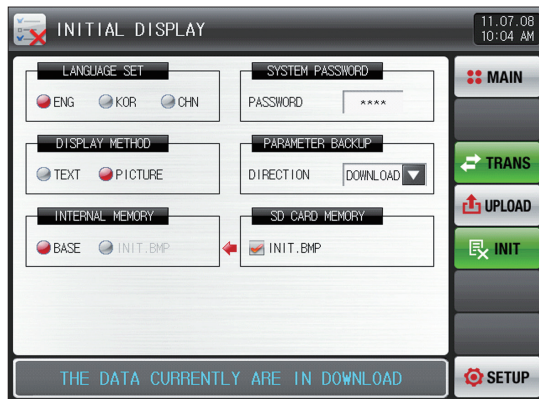 INITIAL DISPLAY
11.07.08
10:04 AM
LANGUAGE SET
ENG KOR CHN
SYSTEM PASSWORD
PASSWORD ****
DISPLAY METHOD
TEXT PICTURE
PARAMETER BACKUP
DIRECTION DOWNLOAD
INTERNAL MEMORY
BASE INIT.BMP
SD CARD MEMORY
INIT.BMP
THE DATA CURRENTLY ARE IN DOWNLOAD
MAIN
TRANS
UPLOAD
INIT
SETUP